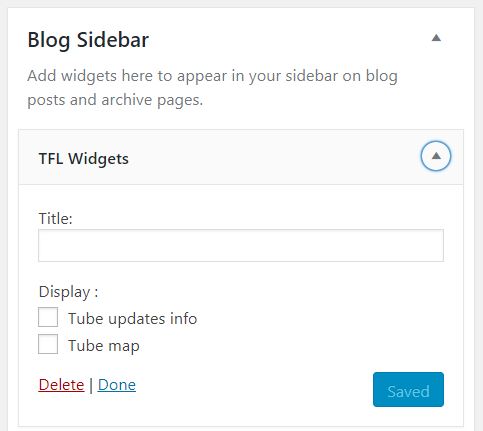 Blog Sidebar
Add widgets here to appear in your sidebar on blog
posts and archive pages.
TFL Widgets
Title:
Display :
Tube updates info
Tube map
Delete | Done
Saved